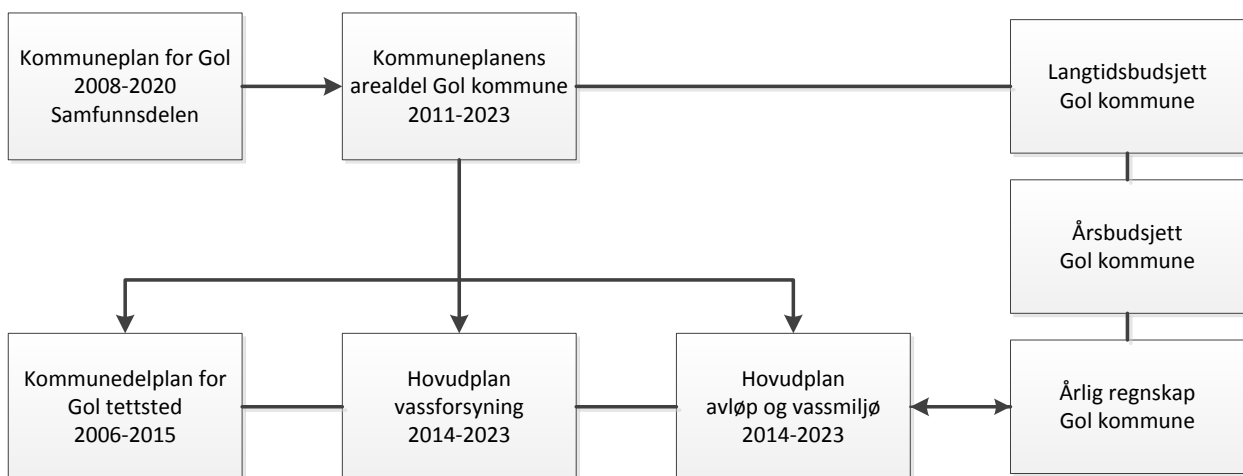 Kommuneplan for Gol
2008-2020
Samfunnsdelen
Kommuneplanens
arealdel Gol kommune
2011-2023
Langtidsbudsjett
Gol kommune
Årsbudsjett
Gol kommune
Kommunedelplan for
Gol tettsted
2006-2015
Hovudplan
vassforsyning
2014-2023
Hovudplan
avløp og vassmiljø
2014-2023
Årlig regnskap
Gol kommune